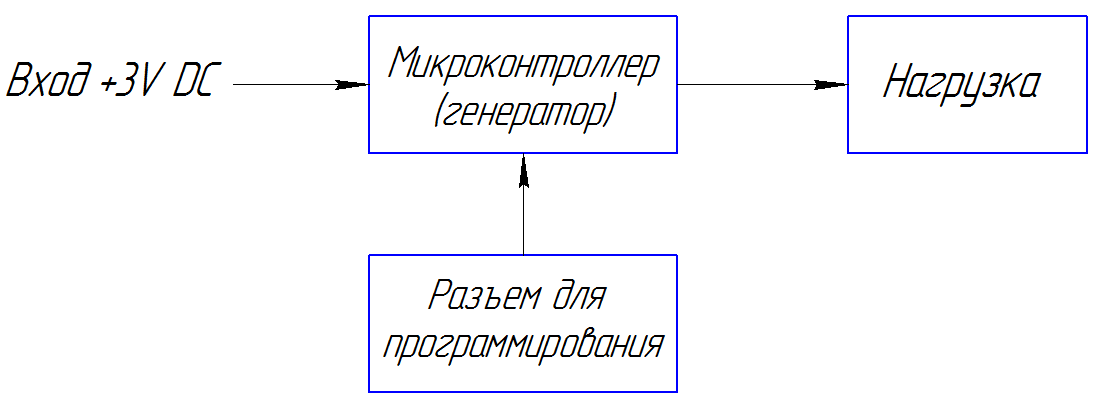 Вход +3V DC
Микроконтроллер
(генератор)
Нагрузка
Разъем для
программирования